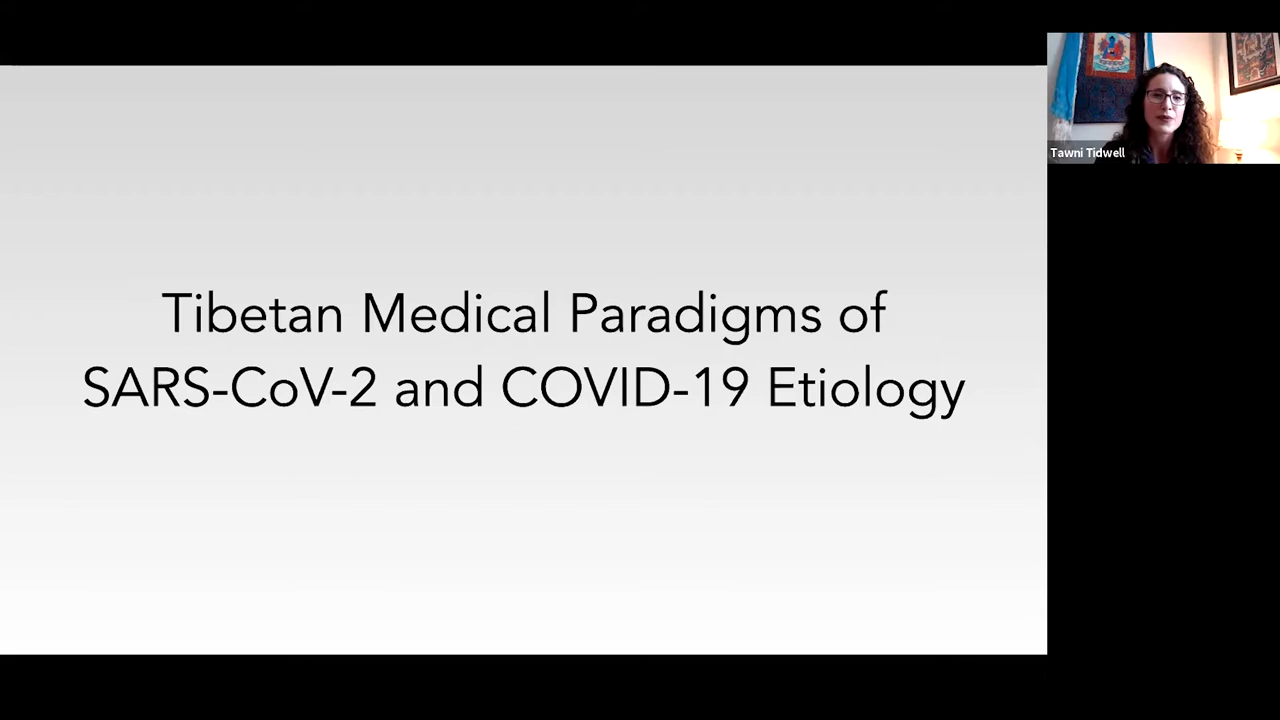 Tibetan Medical Paradigms of
SARS-CoV-2 and COVID-19 Etiology
Tawni Tidwell